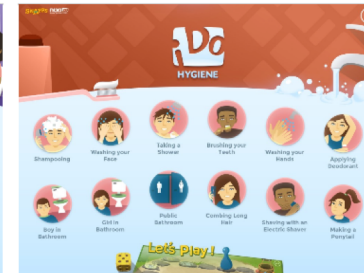 iDO
HYGIENE
Shampooing
Washing your
Face
Taking a
Shower
Brushing your
Teeth
Washing your
Hands
Applying
Deodorant
Boy in
Bathroom
Girl in
Bathroom
Public
Bathroom
Combing Long
Hair
Shaving with an
Electric Shaver
Making a
Ponytail
Let's Play!